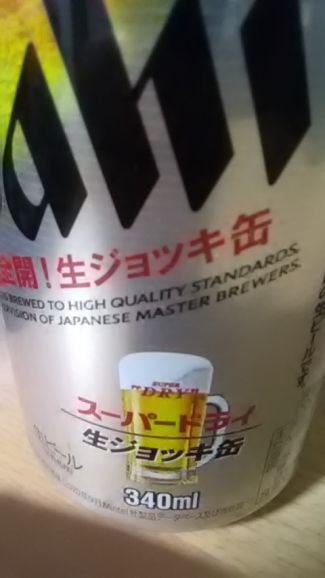 全開!生ジョッキ缶
BREWED TO HIGH QUALITY STANDARDS
OF JAPANESE MASTER BREWERS.
SUPER
"DRY"
スーパードライ
生ジョッキ缶
340ml